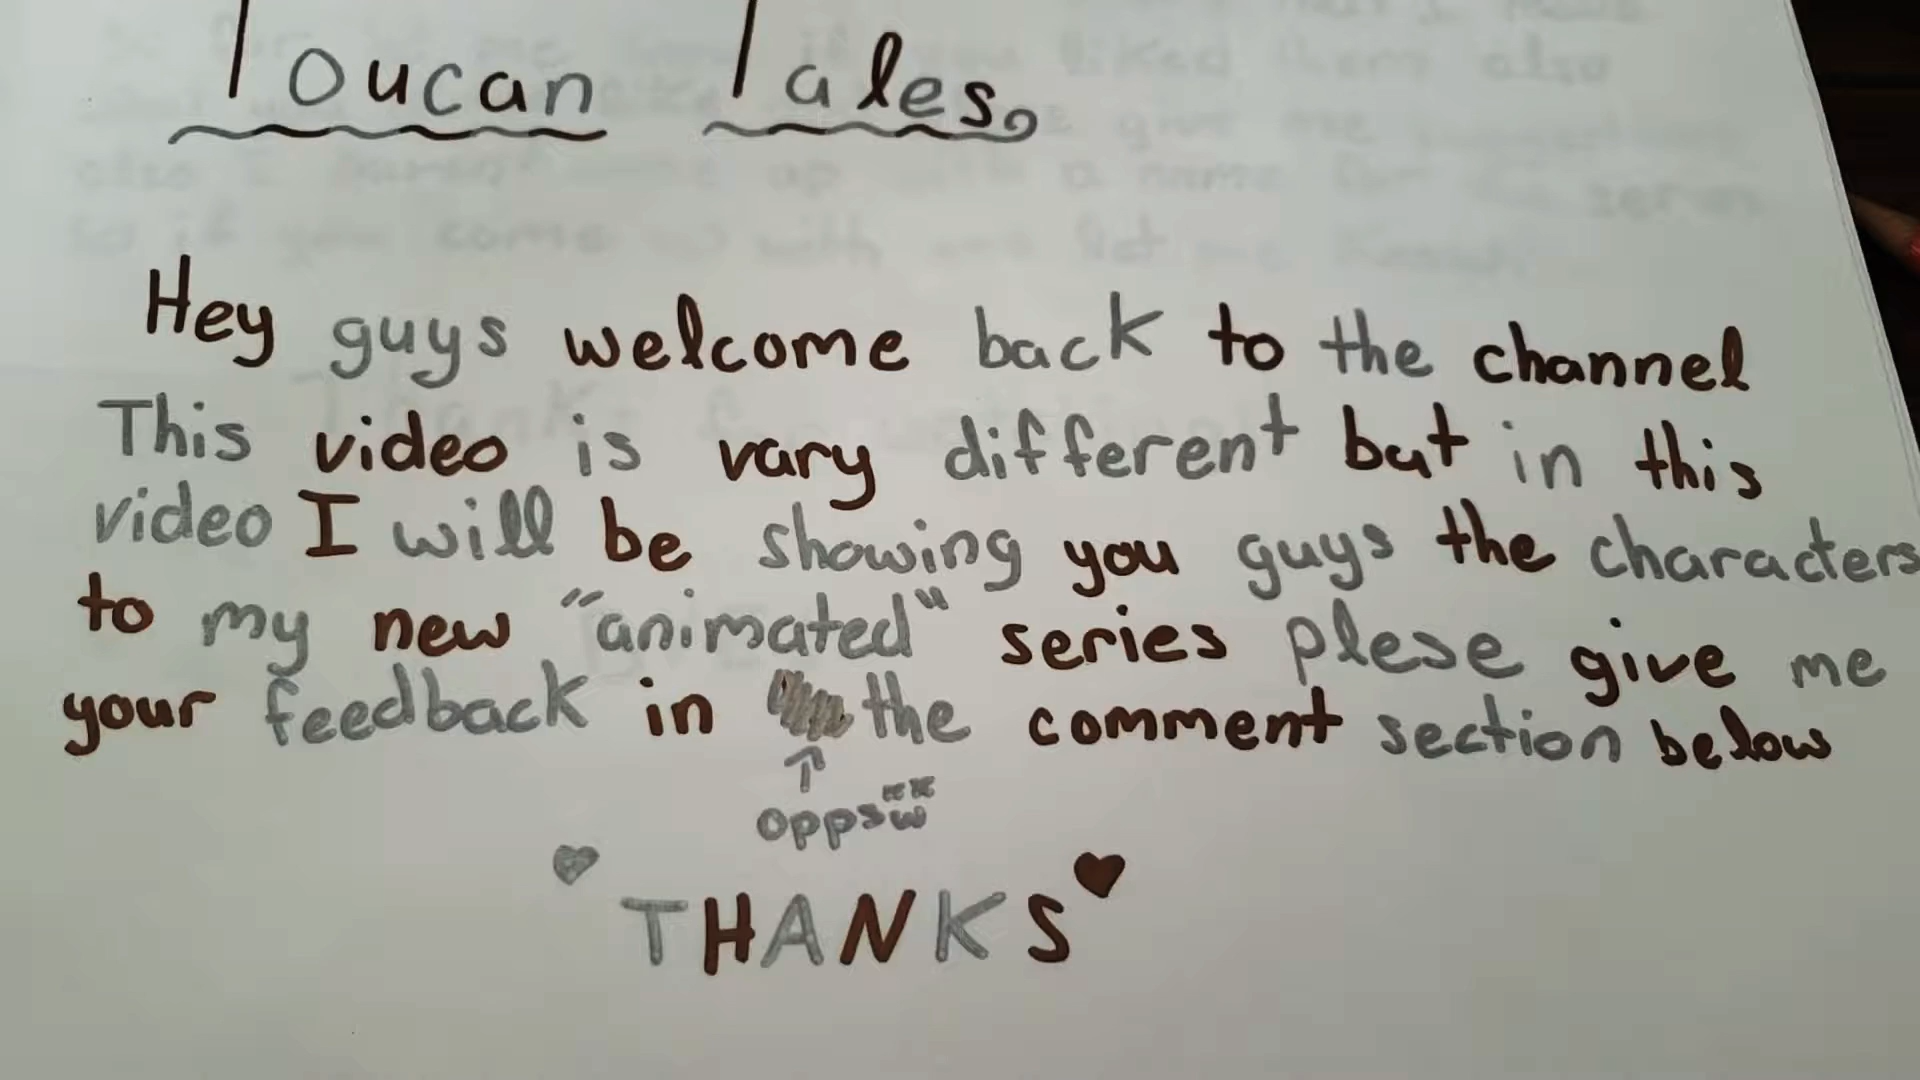 Toucan Tales
Hey guys welcome back to the channel
This video is vary different but in this
video I will be showing you guys the characters
to my new "animated" series plese give me
your feedback in the comment section below
↑
opps
THANKS